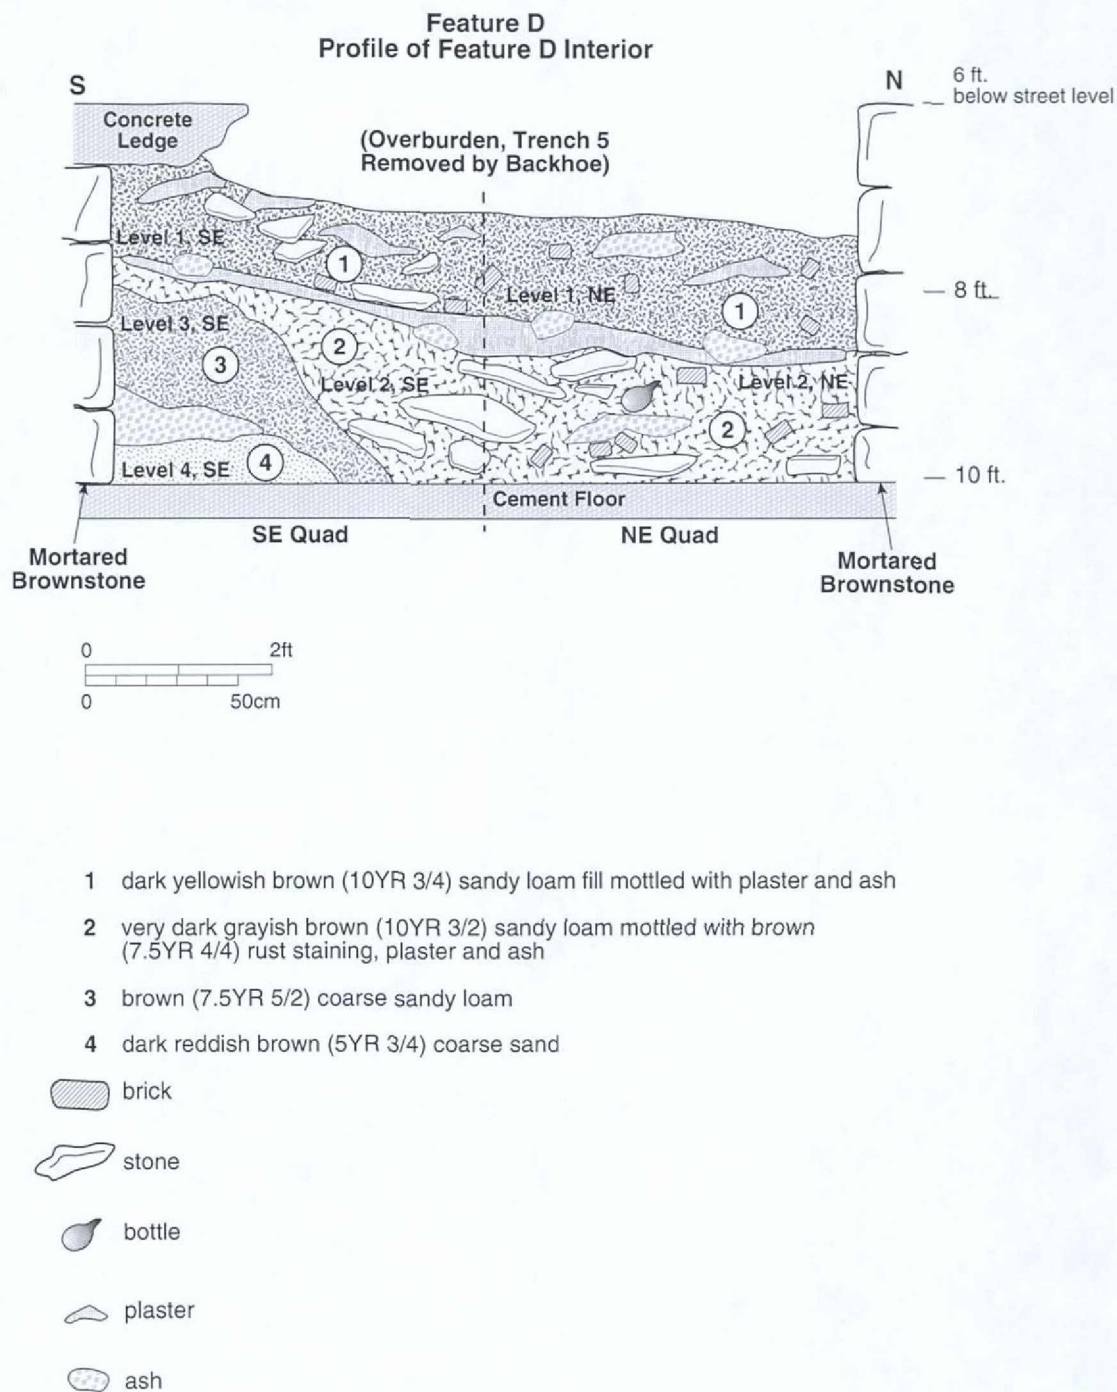 Feature D
Profile of Feature D Interior
S
N
6 ft.
below street level
Concrete
Ledge
(Overburden, Trench 5
Removed by Backhoe)
Level 1, SE
1
Level 1, NE
1
8 ft.
Level 3, SE
3
2
Level 2, SE
Level 2, NE
2
Level 4, SE
4
10 ft.
Cement Floor
SE Quad
NE Quad
Mortared
Brownstone
Mortared
Brownstone
0 2ft
0 50cm
1 dark yellowish brown (10YR 3/4) sandy loam fill mottled with plaster and ash
2 very dark grayish brown (10YR 3/2) sandy loam mottled with brown
(7.5YR 4/4) rust staining, plaster and ash
3 brown (7.5YR 5/2) coarse sandy loam
4 dark reddish brown (5YR 3/4) coarse sand
brick
stone
bottle
plaster
ash